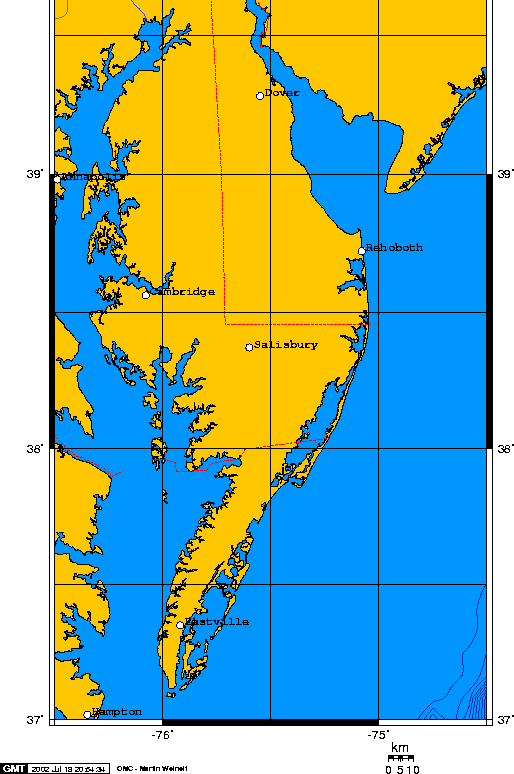 Dover
39°
39°
Annapolis
Rehoboth
Cambridge
Salisbury
38°
38°
Eastville
Hampton
37°
37°
-76°
-75°
km
0 5 10
GMT 2002 Jul 18 20:54:34 OMC - Martin Weinelt